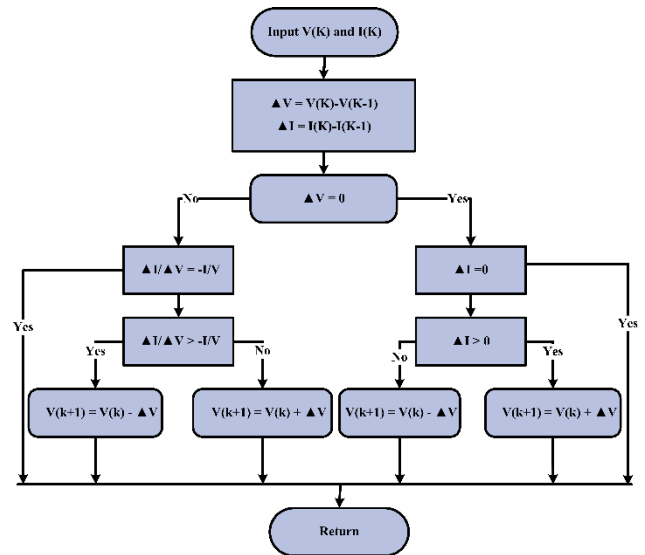 Input V(K) and I(K)
▲V = V(K)-V(K-1)
▲I = I(K)-I(K-1)
No
▲V = 0
Yes
▲I/▲V = -I/V
▲I =0
Yes
▲I/▲V > -I/V
▲I > 0
Yes
Yes
No
No
Yes
V(k+1) = V(k) - ▲V
V(k+1) = V(k) + ▲V
V(k+1) = V(k) - ▲V
V(k+1) = V(k) + ▲V
Return